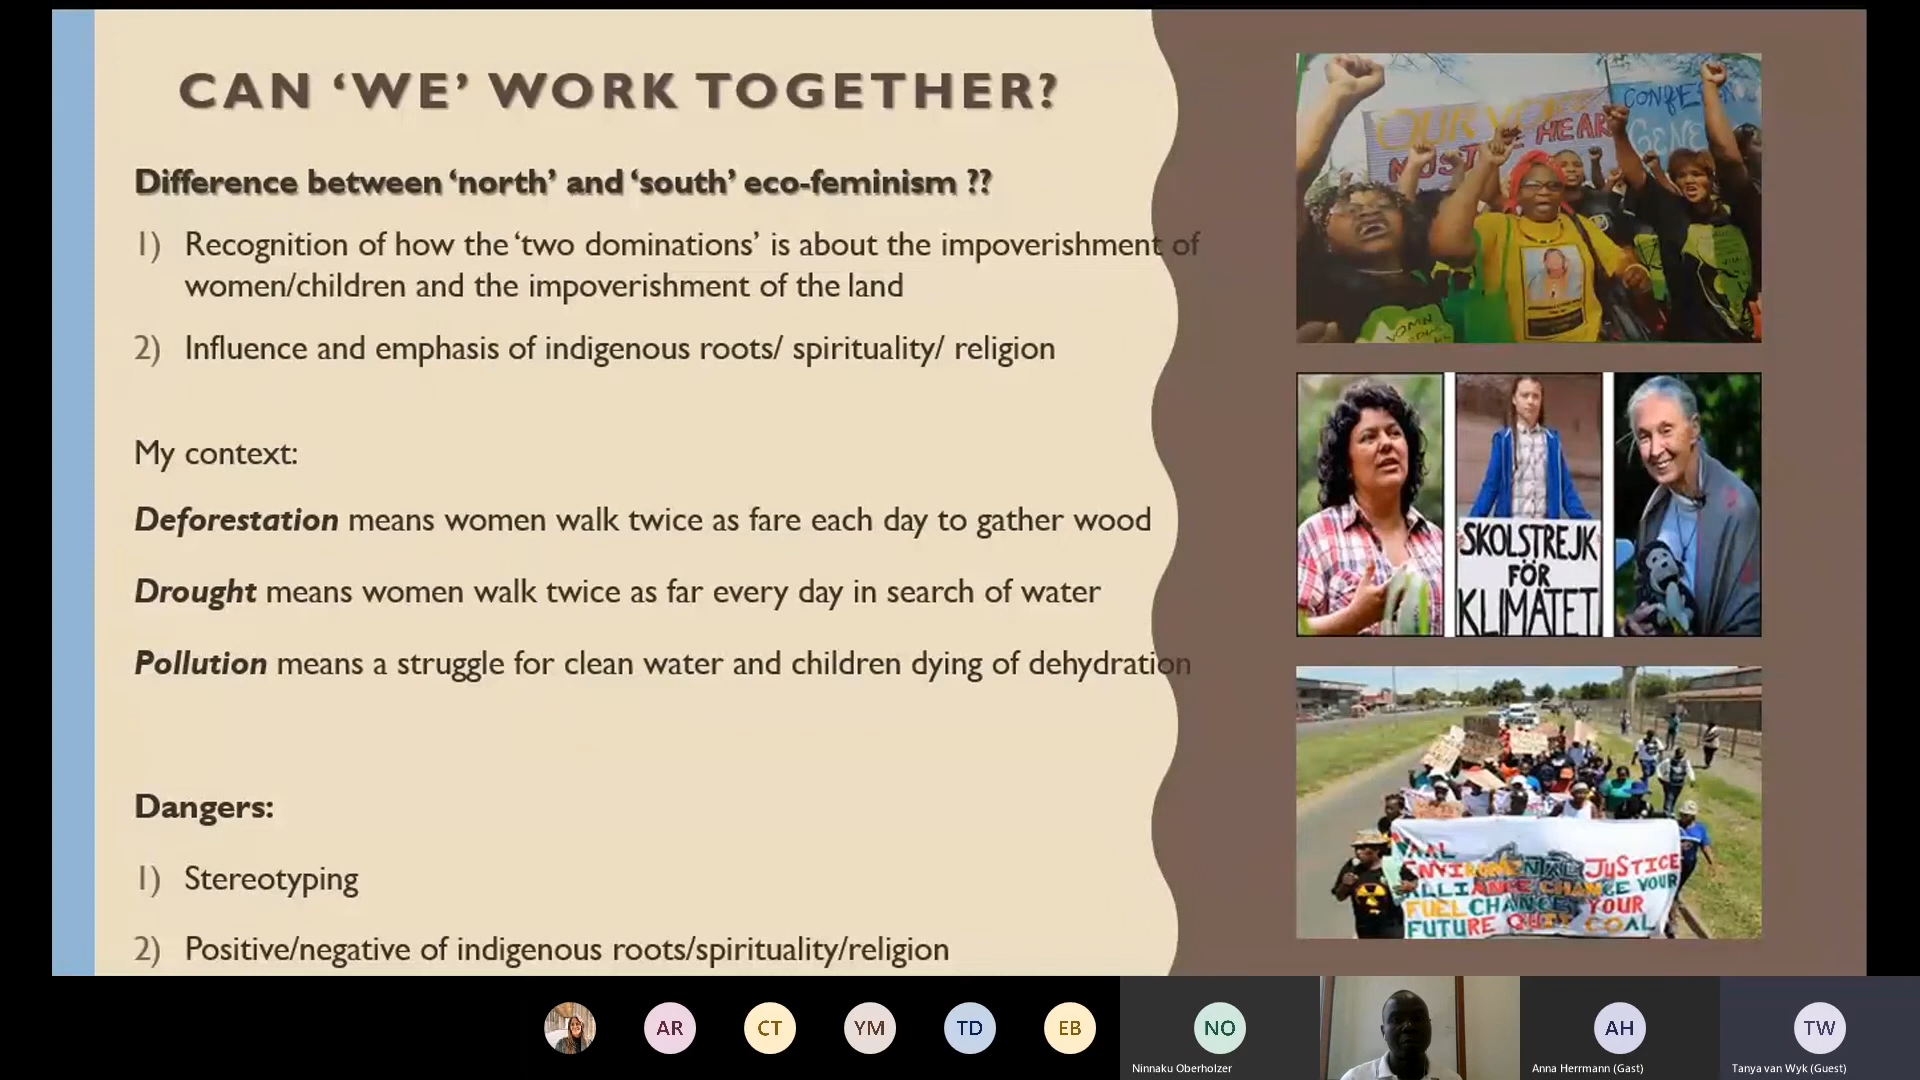 CAN ‘WE’ WORK TOGETHER?
Difference between ‘north’ and ‘south’ eco-feminism ??
1) Recognition of how the ‘two dominations’ is about the impoverishment of
women/children and the impoverishment of the land
2) Influence and emphasis of indigenous roots/ spirituality/ religion
My context:
Deforestation means women walk twice as fare each day to gather wood
Drought means women walk twice as far every day in search of water
Pollution means a struggle for clean water and children dying of dehydration
Dangers:
1) Stereotyping
2) Positive/negative of indigenous roots/spirituality/religion
OUR
MUST HEAR
SKOLSTREJK
FÖR
KLIMATET
JUSTICE
ALLIANCE CHANGE YOUR
FUEL CHANGE YOUR
FUTURE QUIT COAL
AR
CT
YM
TD
EB
NO
AH
TW
Ninnaku Oberholzer
Anna Herrmann (Gast)
Tanya van Wyk (Guest)